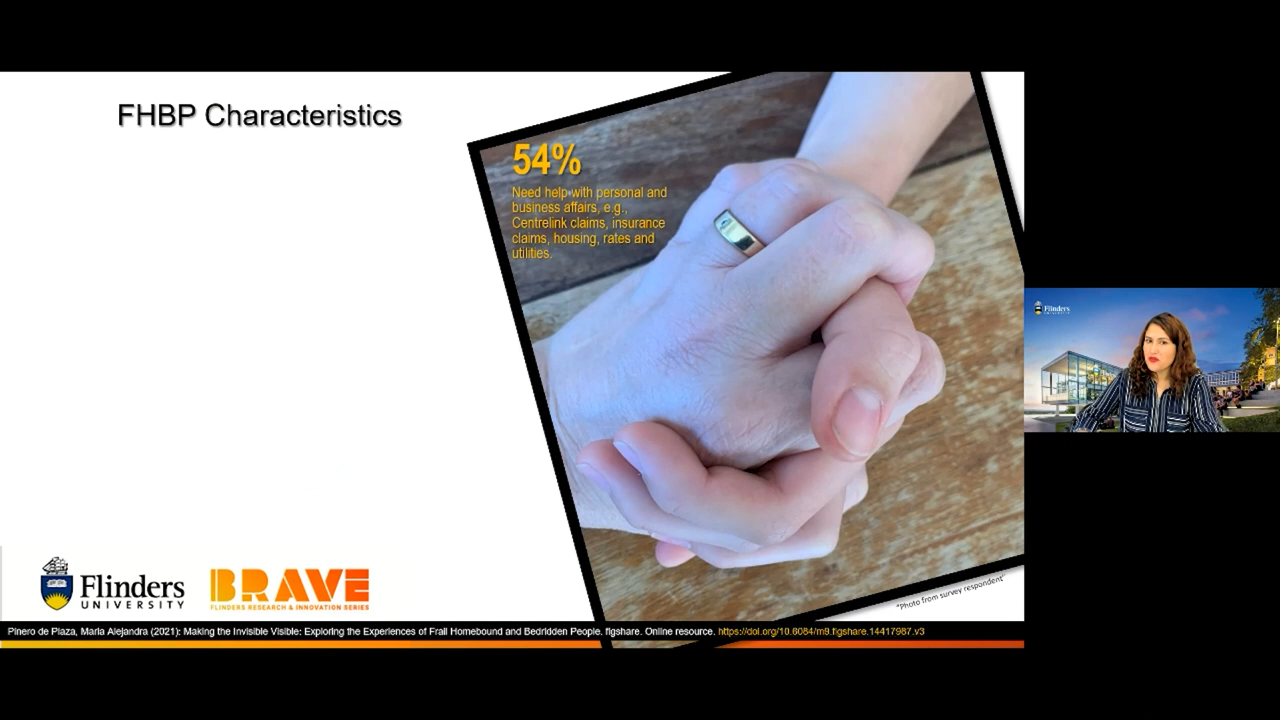 FHBP Characteristics
54%
Need help with personal and
business affairs, e.g.,
Centrelink claims, insurance
claims, housing, rates and
utilities.
Flinders
UNIVERSITY
Flinders
UNIVERSITY
BRAVE
FLINDERS RESEARCH & INNOVATION SERIES
"Photo from survey respondent".
Pinero de Plaza, Maria Alejandra (2021): Making the Invisible Visible: Exploring the Experiences of Frail Homebound and Bedridden People. figshare. Online resource. https://doi.org/10.6084/m9.figshare.14417987.v3